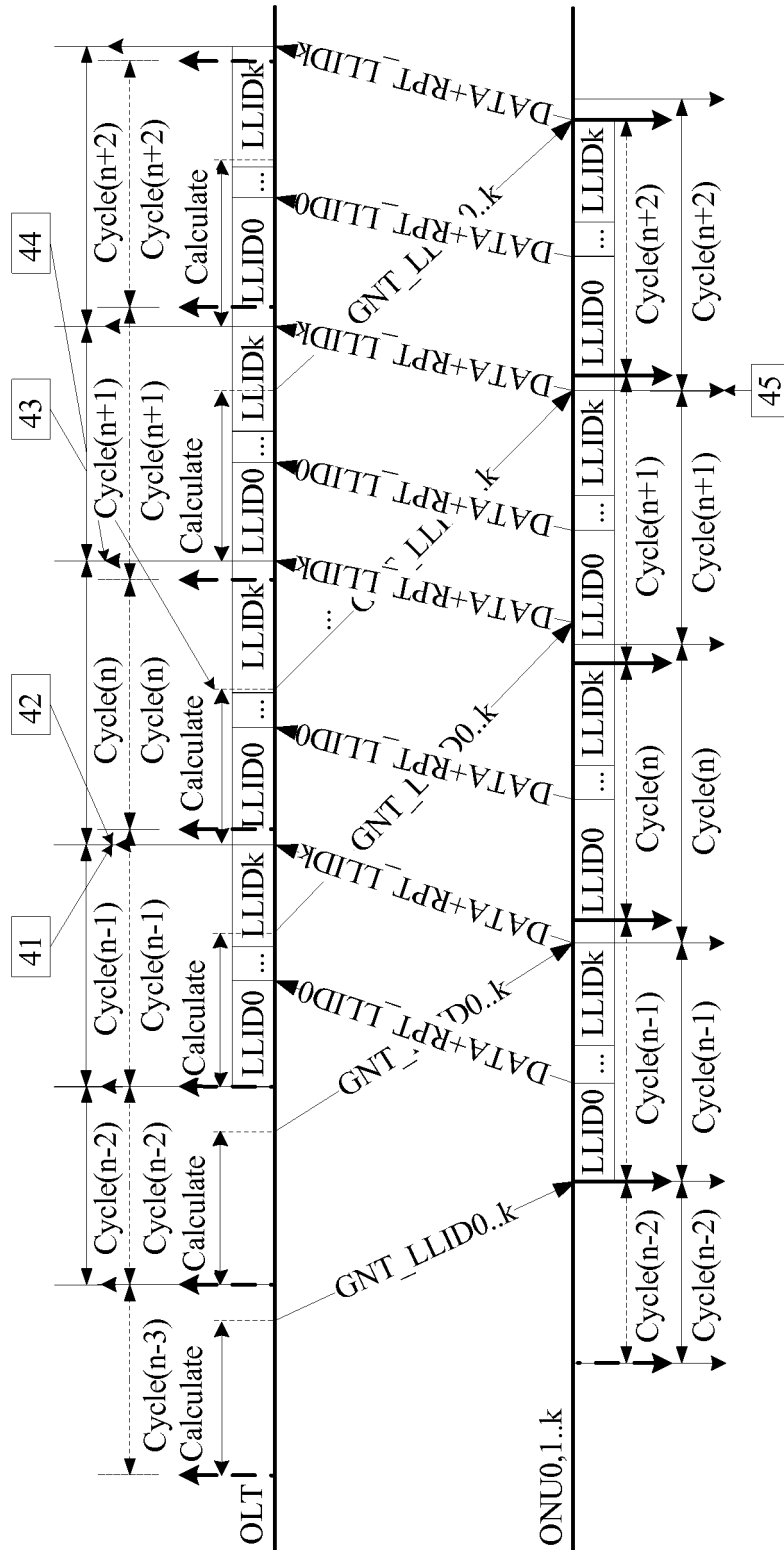 41 42 43 44
Cycle(n-2) Cycle(n-1) Cycle(n) Cycle(n+1) Cycle(n+2)
Cycle(n-3) Cycle(n-2) Cycle(n-1) Cycle(n) Cycle(n+1) Cycle(n+2)
Calculate Calculate Calculate Calculate Calculate Calculate
OLT LLID0 ... LLIDk LLID0 ... LLIDk LLID0 ... LLIDk LLID0 ... LLIDk
...
GNT_LLID0..k
GNT_LLID0..k
DATA+RPT_LLID0
DATA+RPT_LLIDk
DATA+RPT_LLID0
DATA+RPT_LLIDk
DATA+RPT_LLID0
DATA+RPT_LLIDk
DATA+RPT_LLID0
DATA+RPT_LLIDk
ONU0,1..k LLID0 ... LLIDk LLID0 ... LLIDk LLID0 ... LLIDk LLID0 ... LLIDk
Cycle(n-2) Cycle(n-1) Cycle(n) Cycle(n+1) Cycle(n+2)
Cycle(n-2) Cycle(n-1) Cycle(n) Cycle(n+1) Cycle(n+2)
45